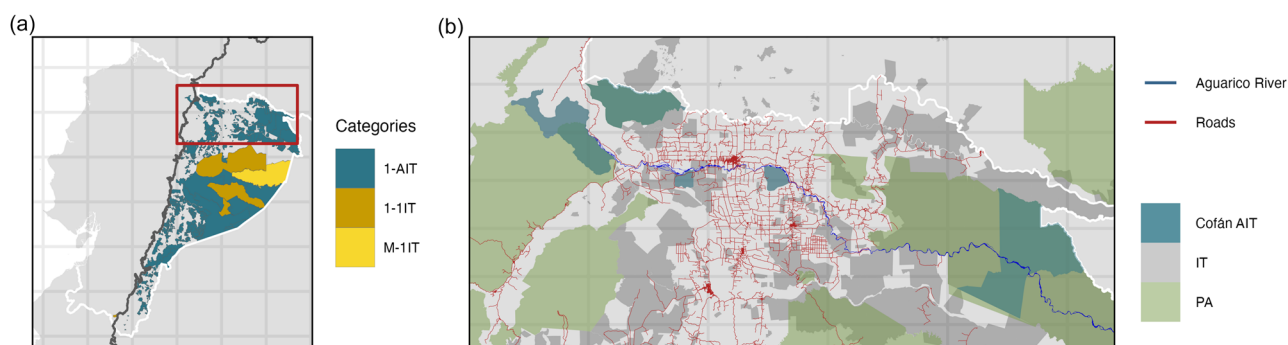 (a)
Categories
1-AIT
1-1IT
M-1IT
(b)
Aguarico River
Roads
Cofán AIT
IT
PA